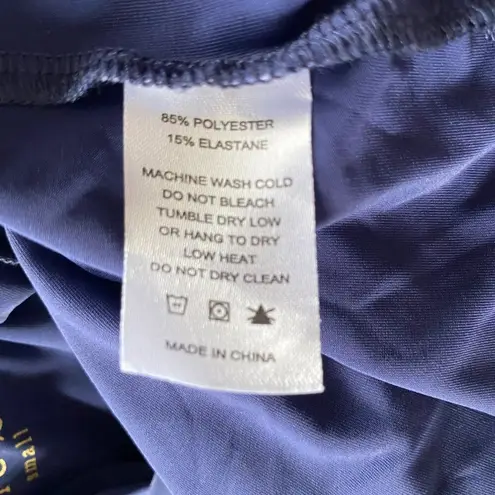 85% POLYESTER
15% ELASTANE
MACHINE WASH COLD
DO NOT BLEACH
TUMBLE DRY LOW
OR HANG TO DRY
LOW HEAT
DO NOT DRY CLEAN
MADE IN CHINA
small